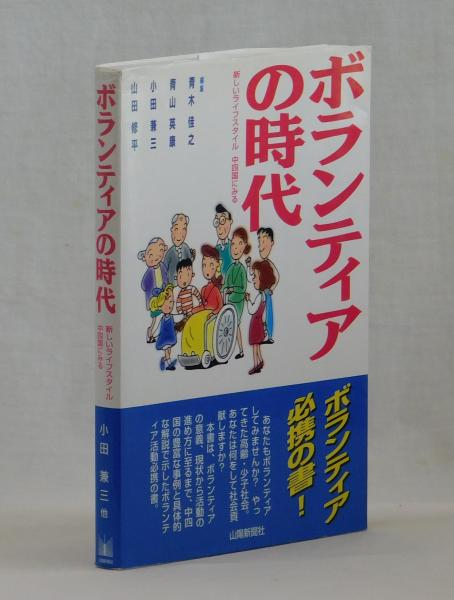 ボランティア
の時代
新しいライフスタイル 中四国にみる
編集
青木佳之
青山英康
小田兼三
山田修平
ボランティア
必携の書!
あなたもボランティア
してみませんか? やっ
てきた高齢・少子社会。
あなたは何をして社会貢
献しますか?
本書は、ボランティア
の意義、現状から活動の
進め方に至るまで、中四
国の豊富な事例と具体的
な解説で示したボランテ
ィア活動必携の書。
山陽新聞社
ボランティアの時代
新しいライフスタイル
中四国にみる
小田兼三他